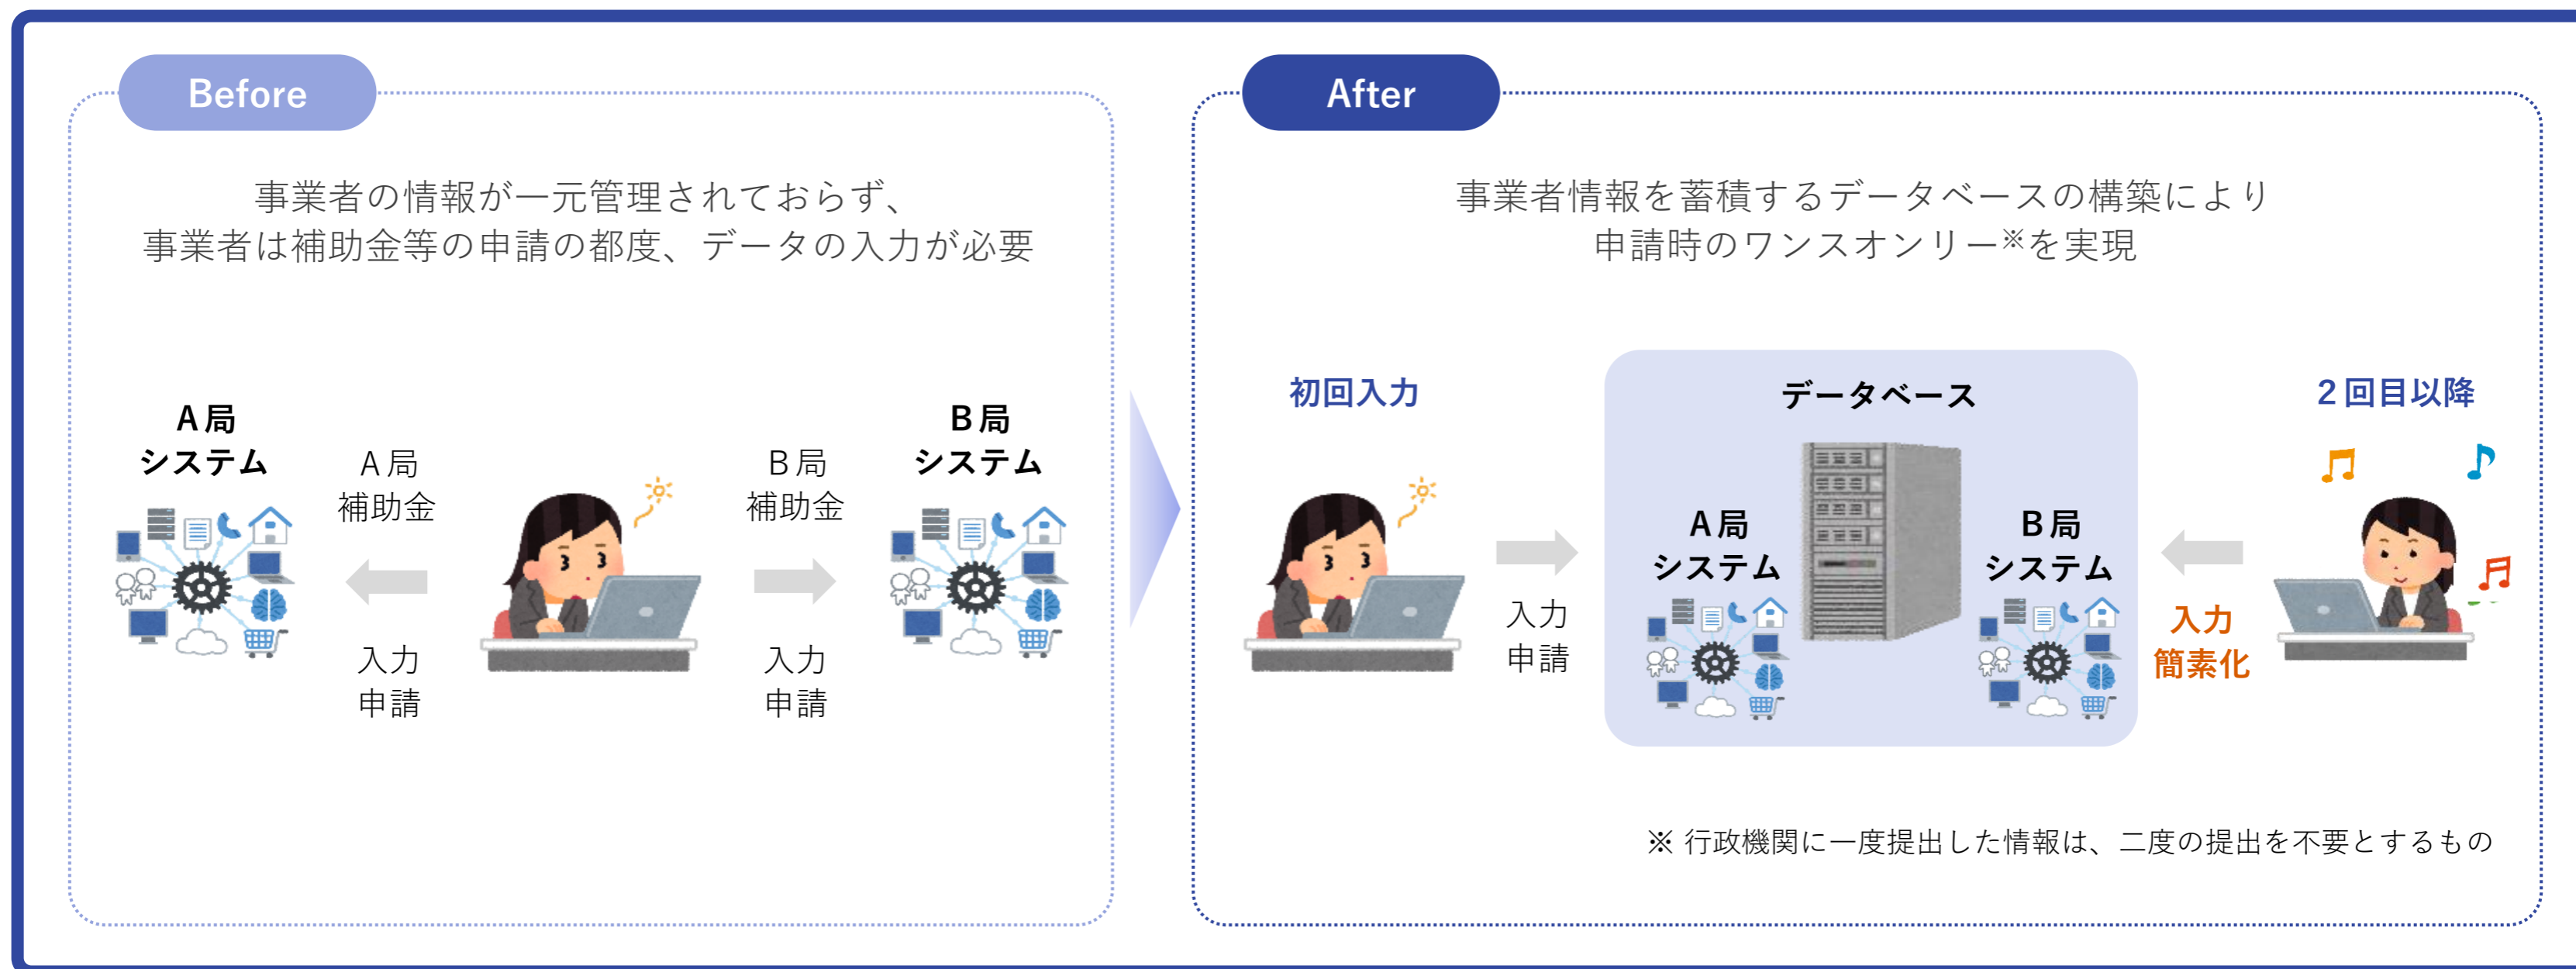 Before
事業者の情報が一元管理されておらず、
事業者は補助金等の申請の都度、データの入力が必要
Ａ局
システム
Ａ局
補助金
入力
申請
Ｂ局
補助金
入力
申請
Ｂ局
システム
After
事業者情報を蓄積するデータベースの構築により
申請時のワンスオンリー※を実現
初回入力
入力
申請
データベース
Ａ局
システム
Ｂ局
システム
２回目以降
入力
簡素化
※ 行政機関に一度提出した情報は、二度の提出を不要とするもの